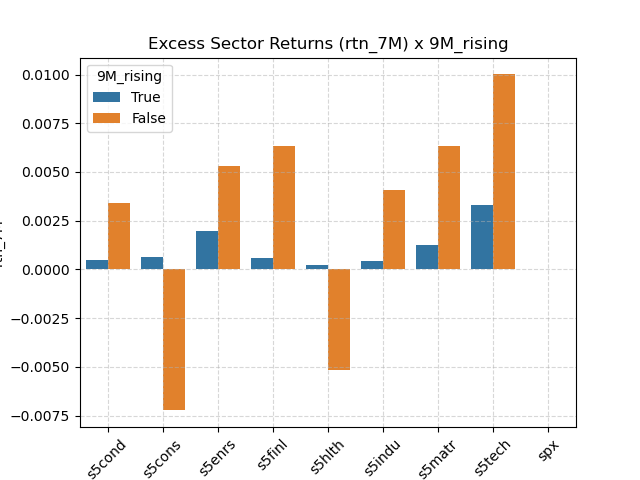 Excess Sector Returns (rtn_7M) x 9M_rising
9M_rising
True
False
0.0100
0.0075
0.0050
0.0025
0.0000
−0.0025
−0.0050
−0.0075
s5cond
s5cons
s5enrs
s5finl
s5hlth
s5indu
s5matr
s5tech
spx